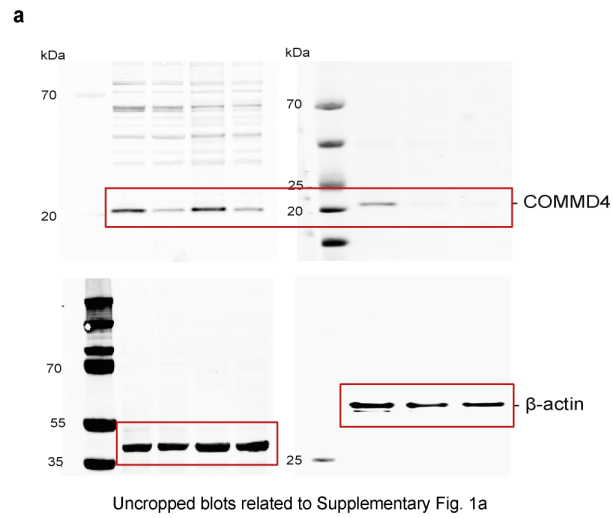 a
kDa
70
20
kDa
70
25
20
COMMD4
70
55
35
25
β-actin
Uncropped blots related to Supplementary Fig. 1a